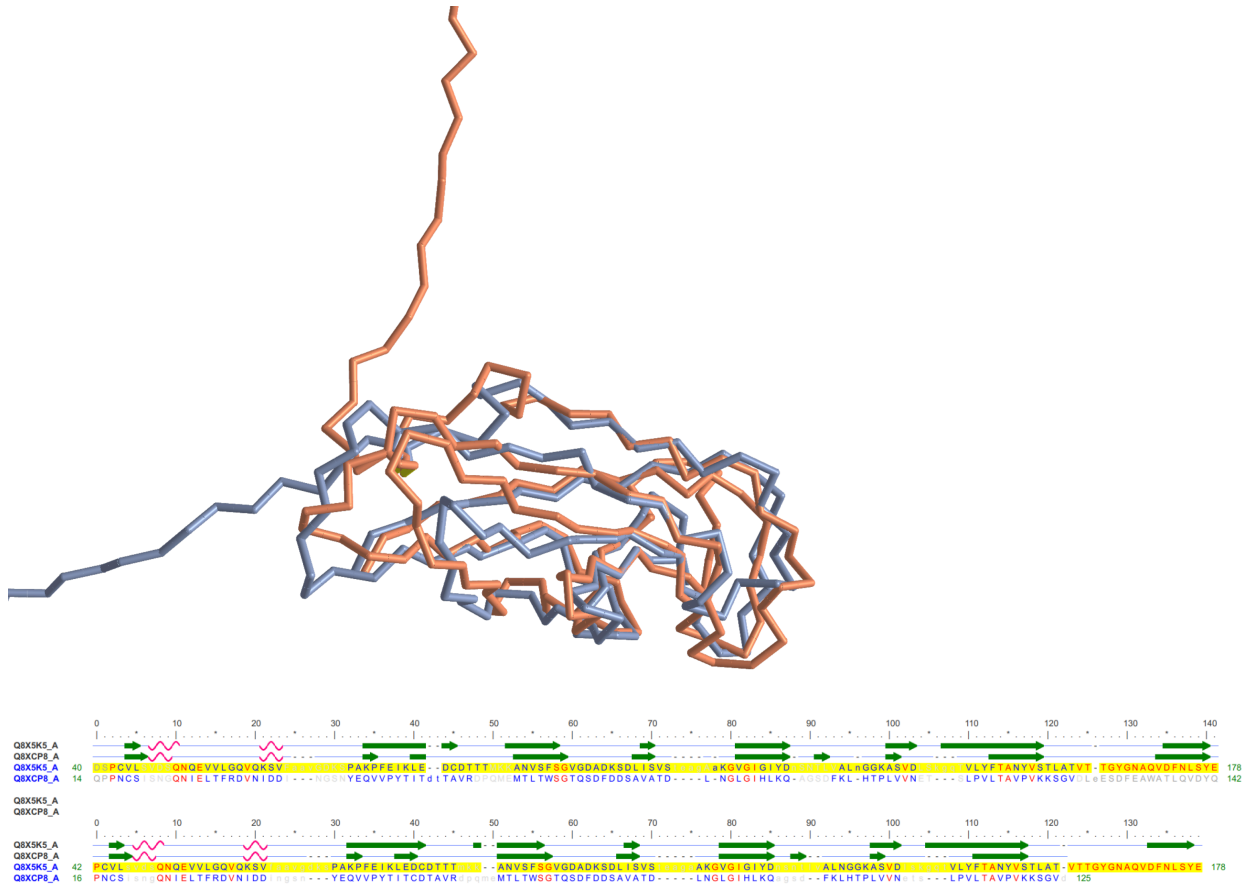 0 10 20 30 40 50 60 70 80 90 100 110 120 130 140
Q8X5K5_A
Q8XCP8_A
Q8X5K5_A 40 SPCVL QNQEVVLGQVQKSV PAKPFEIKLE--DCDTTT ANVSFSGVGDADKSDLISVS aKGVGIGIYD ALnGGKASVD VLYFTANYVSTLATVT-TGYGNAQVDFNLSYE 178
Q8XCP8_A 14 QPPNCS QNIELTFRDVNIDD --- YEQVVPYTITdtTAVR MTLTWSGTQSDFDDSAVATD----LNGLGIHLKQ DFKL-HTPLVVN ---LPVLTAVPVKKSGV ESDFEAWATLQVDYQ 142
Q8X5K5_A
Q8XCP8_A
0 10 20 30 40 50 60 70 80 90 100 110 120 130
Q8X5K5_A
Q8XCP8_A
Q8X5K5_A 42 PCVL QNQEVVLGQVQKSV PAKPFEIKLEDCDTTT --ANVSFSGVGDADKSDLISVS AKGVGIGIYD ALNGGKASVD VLYFTANYVSTLAT-VTTGYGNAQVDFNLSYE 178
Q8XCP8_A 16 PNCS QNIELTFRDVNIDD ---YEQVVPYTITCDTAVR MTLTWSGTQSDFDDSAVATD----LNGLGIHLKQ FKLHTPLVVN ---LPVLTAVPVKKSGV 125